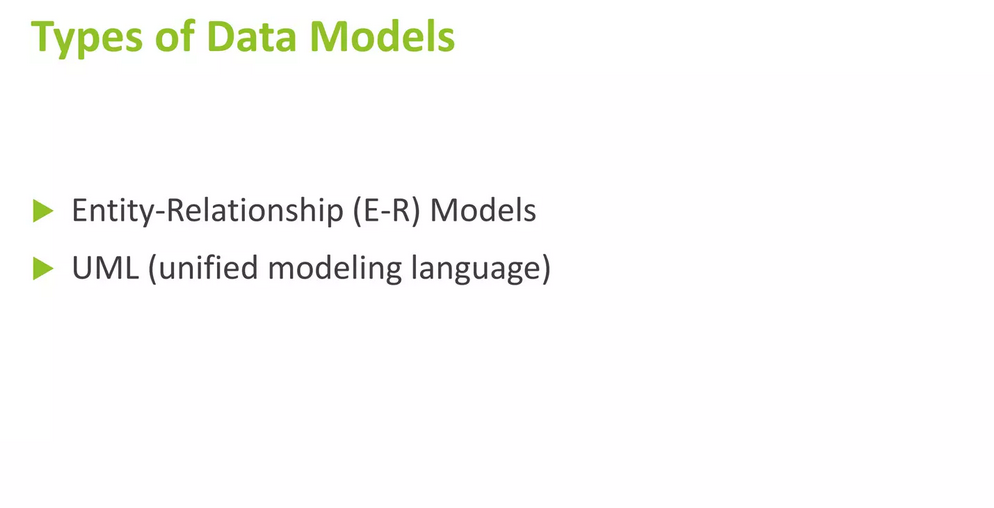 Types of Data Models
Entity-Relationship (E-R) Models
UML (unified modeling language)